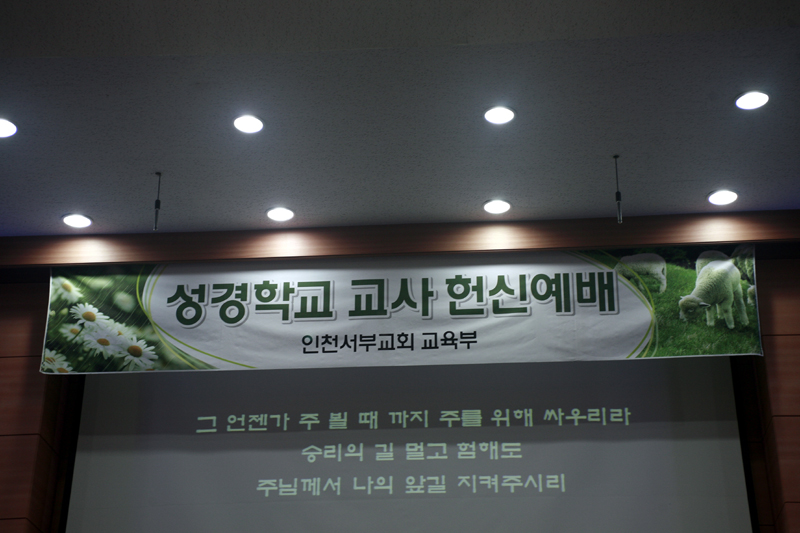 성경학교 교사 헌신예배
인천서부교회 교육부
그 언젠가 주 뵐 때 까지 주를 위해 싸우리라
승리의 길 멀고 험해도
주님께서 나의 앞길 지켜주시리